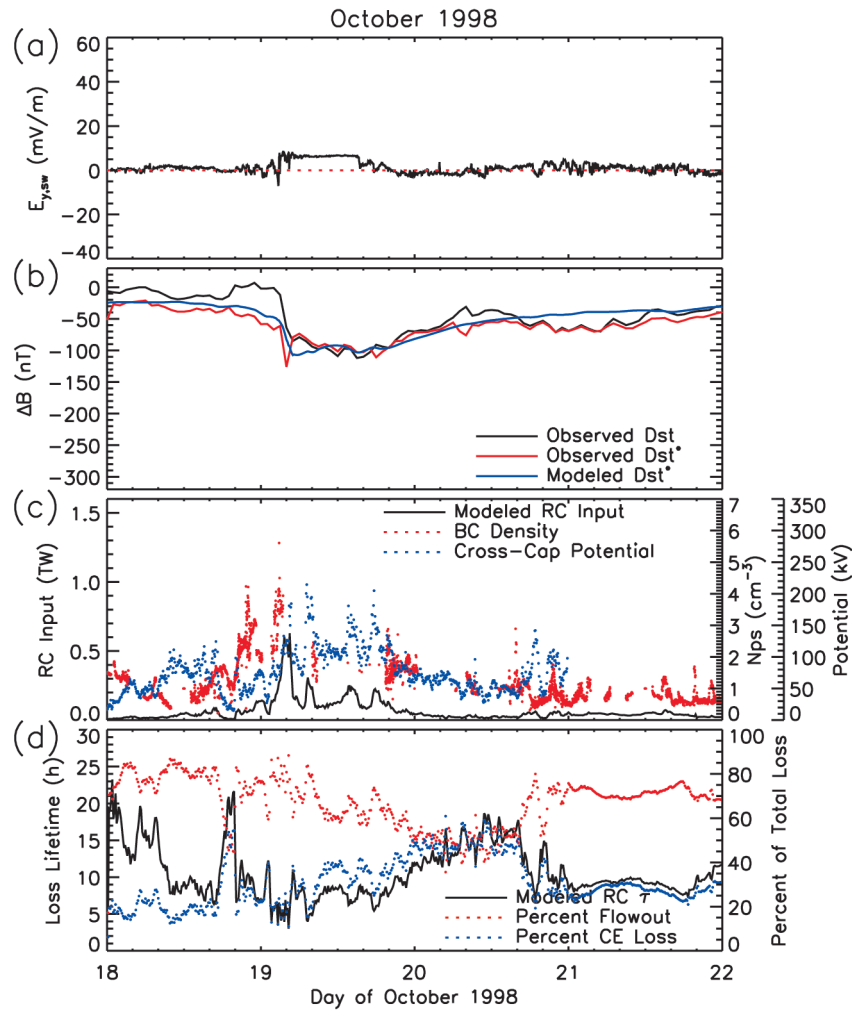 October 1998
(a)
60
40
20
0
−20
−40
E_y,sw (mV/m)
(b)
0
−50
−100
−150
−200
−250
−300
ΔB (nT)
Observed Dst
Observed Dst*
Modeled Dst*
(c)
1.5
1.0
0.5
0.0
RC Input (TW)
Modeled RC Input
BC Density
Cross−Cap Potential
7
6
5
4
3
2
1
0
Nps (cm⁻³)
350
300
250
200
150
100
50
0
Potential (kV)
(d)
30
25
20
15
10
5
0
Loss Lifetime (h)
100
80
60
40
20
0
Percent of Total Loss
Modeled RC τ
Percent Flowout
Percent CE Loss
18 19 20 21 22
Day of October 1998